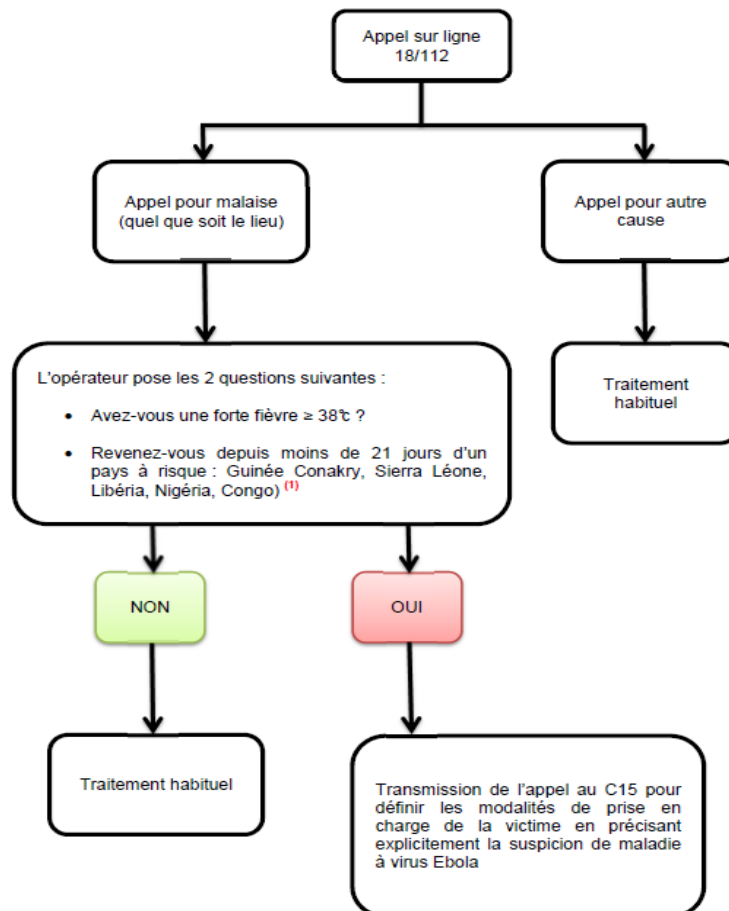 Appel sur ligne
18/112
Appel pour malaise
(quel que soit le lieu)
Appel pour autre
cause
L'opérateur pose les 2 questions suivantes :
• Avez-vous une forte fièvre ≥ 38℃ ?
• Revenez-vous depuis moins de 21 jours d'un
pays à risque : Guinée Conakry, Sierra Léone,
Libéria, Nigéria, Congo) (1)
Traitement
habituel
NON
OUI
Traitement habituel
Transmission de l'appel au C15 pour
définir les modalités de prise en
charge de la victime en précisant
explicitement la suspicion de maladie
à virus Ebola